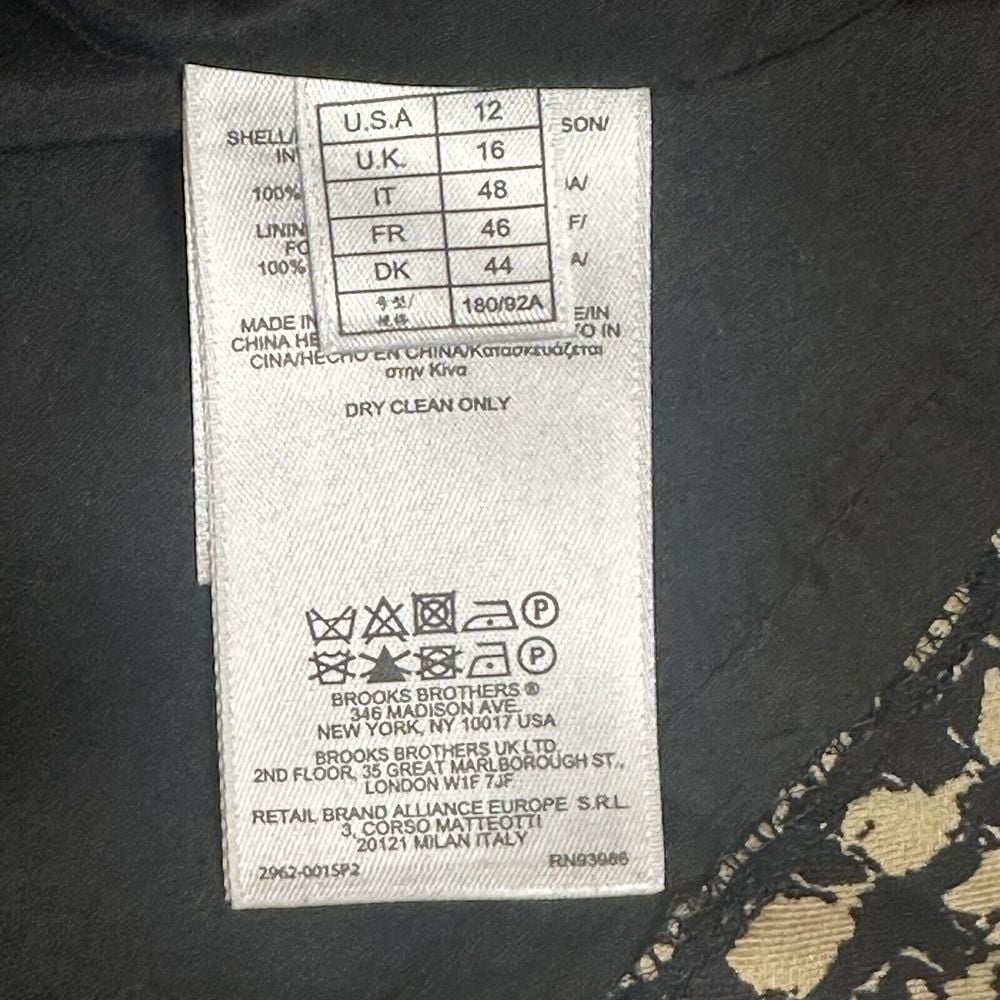 U.S.A 12
U.K. 16
IT 48
FR 46
DK 44
180/92A
SHELL/ SON/
100%
100%
MADE IN E/IN
CHINA HE O IN
CINA/HECHO EN CHINA/Κατασκευάζεται
στην Κίνα
DRY CLEAN ONLY
P
P
BROOKS BROTHERS ®
346 MADISON AVE.
NEW YORK, NY 10017 USA
BROOKS BROTHERS UK LTD.
2ND FLOOR, 35 GREAT MARLBOROUGH ST.,
LONDON W1F 7JF
RETAIL BRAND ALLIANCE EUROPE S.R.L.
3, CORSO MATTEOTTI
20121 MILAN ITALY
2962-001SP2 RN93986